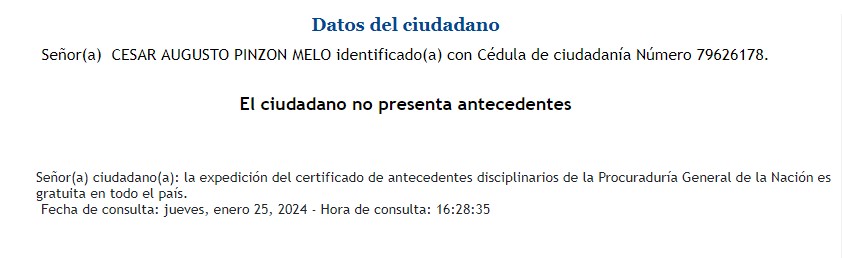 Datos del ciudadano
Señor(a)  CESAR AUGUSTO PINZON MELO identificado(a) con Cédula de ciudadanía Número 79626178.
El ciudadano no presenta antecedentes
Señor(a) ciudadano(a): la expedición del certificado de antecedentes disciplinarios de la Procuraduría General de la Nación es
gratuita en todo el país.
Fecha de consulta: jueves, enero 25, 2024 - Hora de consulta: 16:28:35